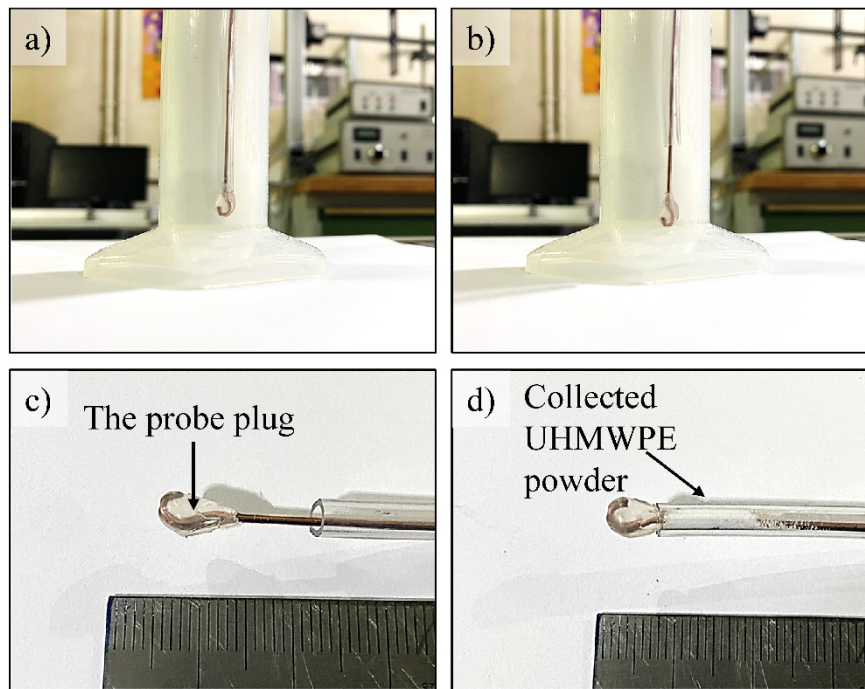 a)
b)
c)
The probe plug
d)
Collected
UHMWPE
powder